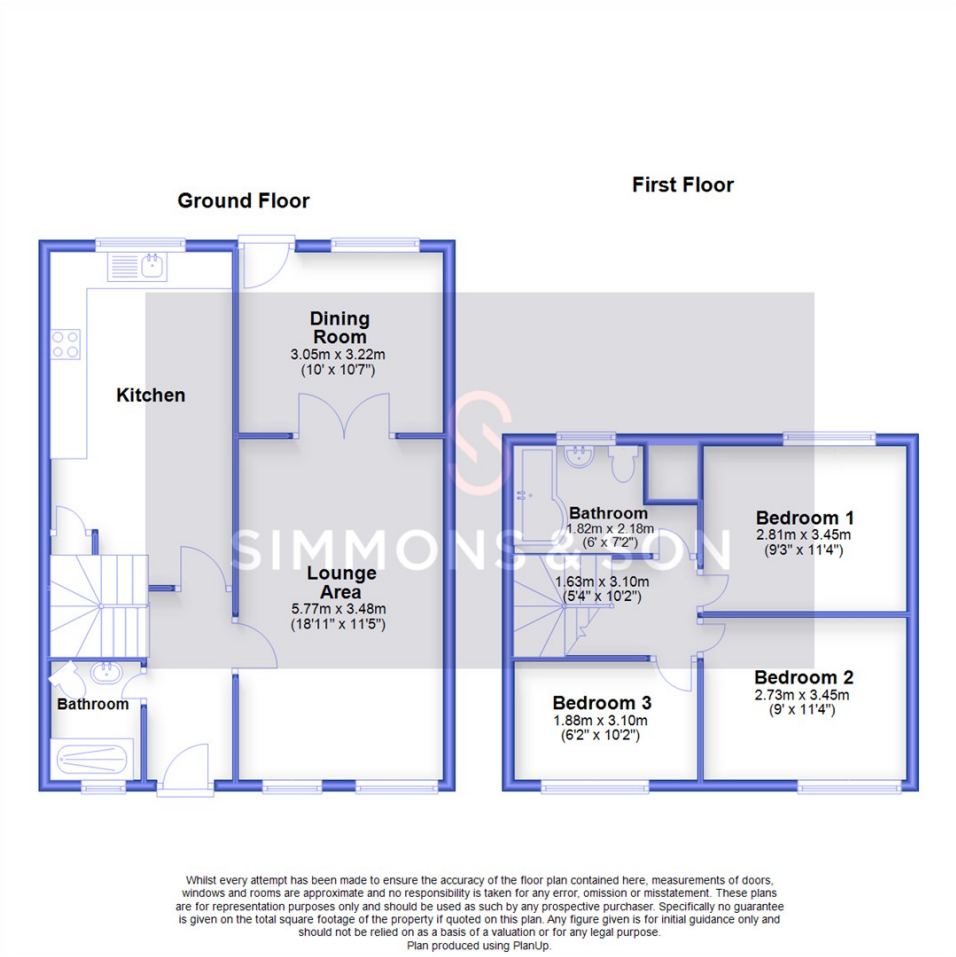 Ground Floor
First Floor
Dining
Room
3.05m x 3.22m
(10' x 10'7")
Kitchen
Lounge
Area
5.77m x 3.48m
(18'11" x 11'5")
Bathroom
Bathroom
1.82m x 2.18m
(6' x 7'2")
1.63m x 3.10m
(5'4" x 10'2")
Bedroom 1
2.81m x 3.45m
(9'3" x 11'4")
Bedroom 2
2.73m x 3.45m
(9' x 11'4")
Bedroom 3
1.88m x 3.10m
(6'2" x 10'2")
SIMMONS & SON
Whilst every attempt has been made to ensure the accuracy of the floor plan contained here, measurements of doors,
windows and rooms are approximate and no responsibility is taken for any error, omission or misstatement. These plans
are for representation purposes only and should be used as such by any prospective purchaser. Specifically no guarantee
is given on the total square footage of the property if quoted on this plan. Any figure given is for initial guidance only and
should not be relied on as a basis of a valuation or for any legal purpose.
Plan produced using PlanUp.